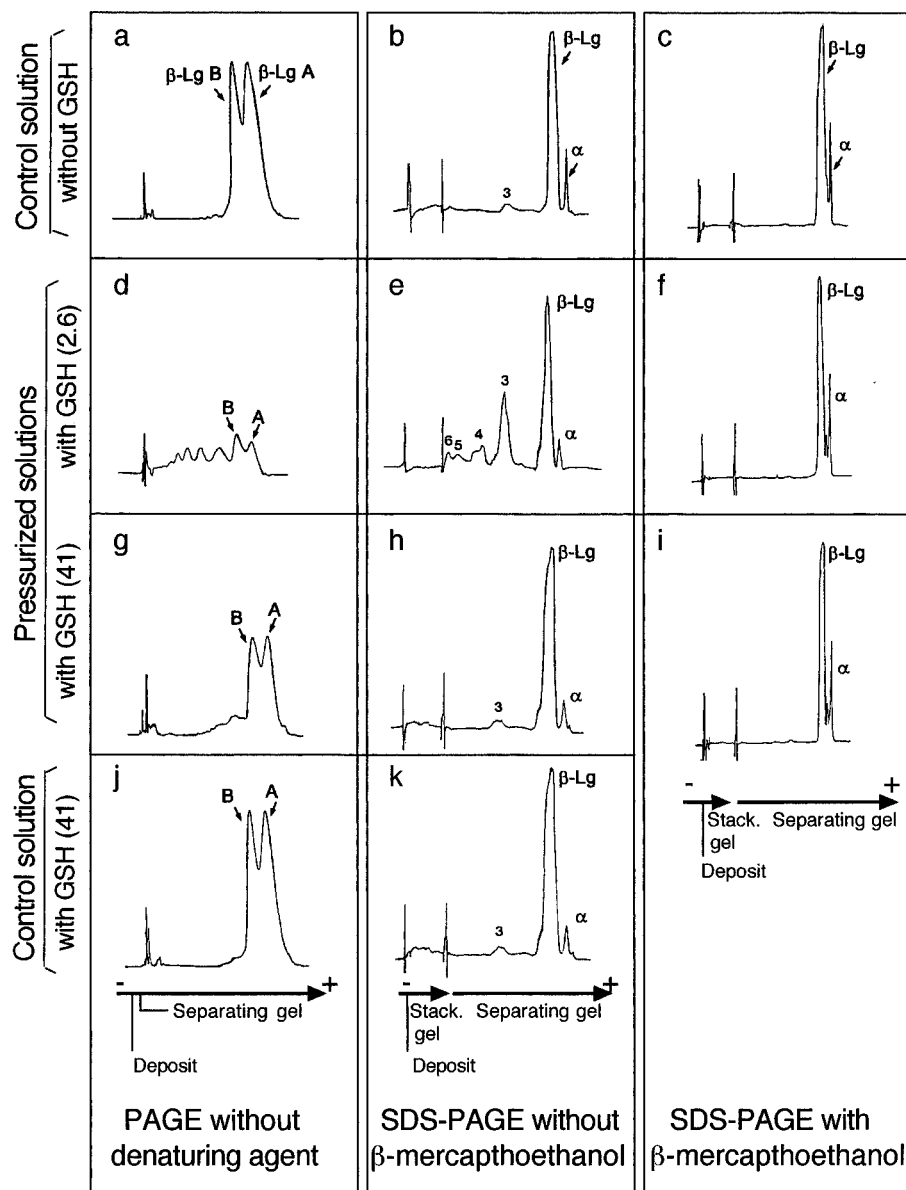 Control solution
without GSH
a
β-Lg B
β-Lg A
b
β-Lg
α
3
c
β-Lg
α
Pressurized solutions
with GSH (2.6)
d
B
A
e
β-Lg
3
6
5
4
α
f
β-Lg
α
with GSH (41)
g
B
A
h
β-Lg
3
α
i
β-Lg
α
-
+
Stack.
gel
Separating gel
Deposit
Control solution
with GSH (41)
j
B
A
-
+
Separating gel
Deposit
k
β-Lg
3
α
-
+
Stack.
gel
Separating gel
Deposit
PAGE without
denaturing agent
SDS-PAGE without
β-mercapthoethanol
SDS-PAGE with
β-mercapthoethanol